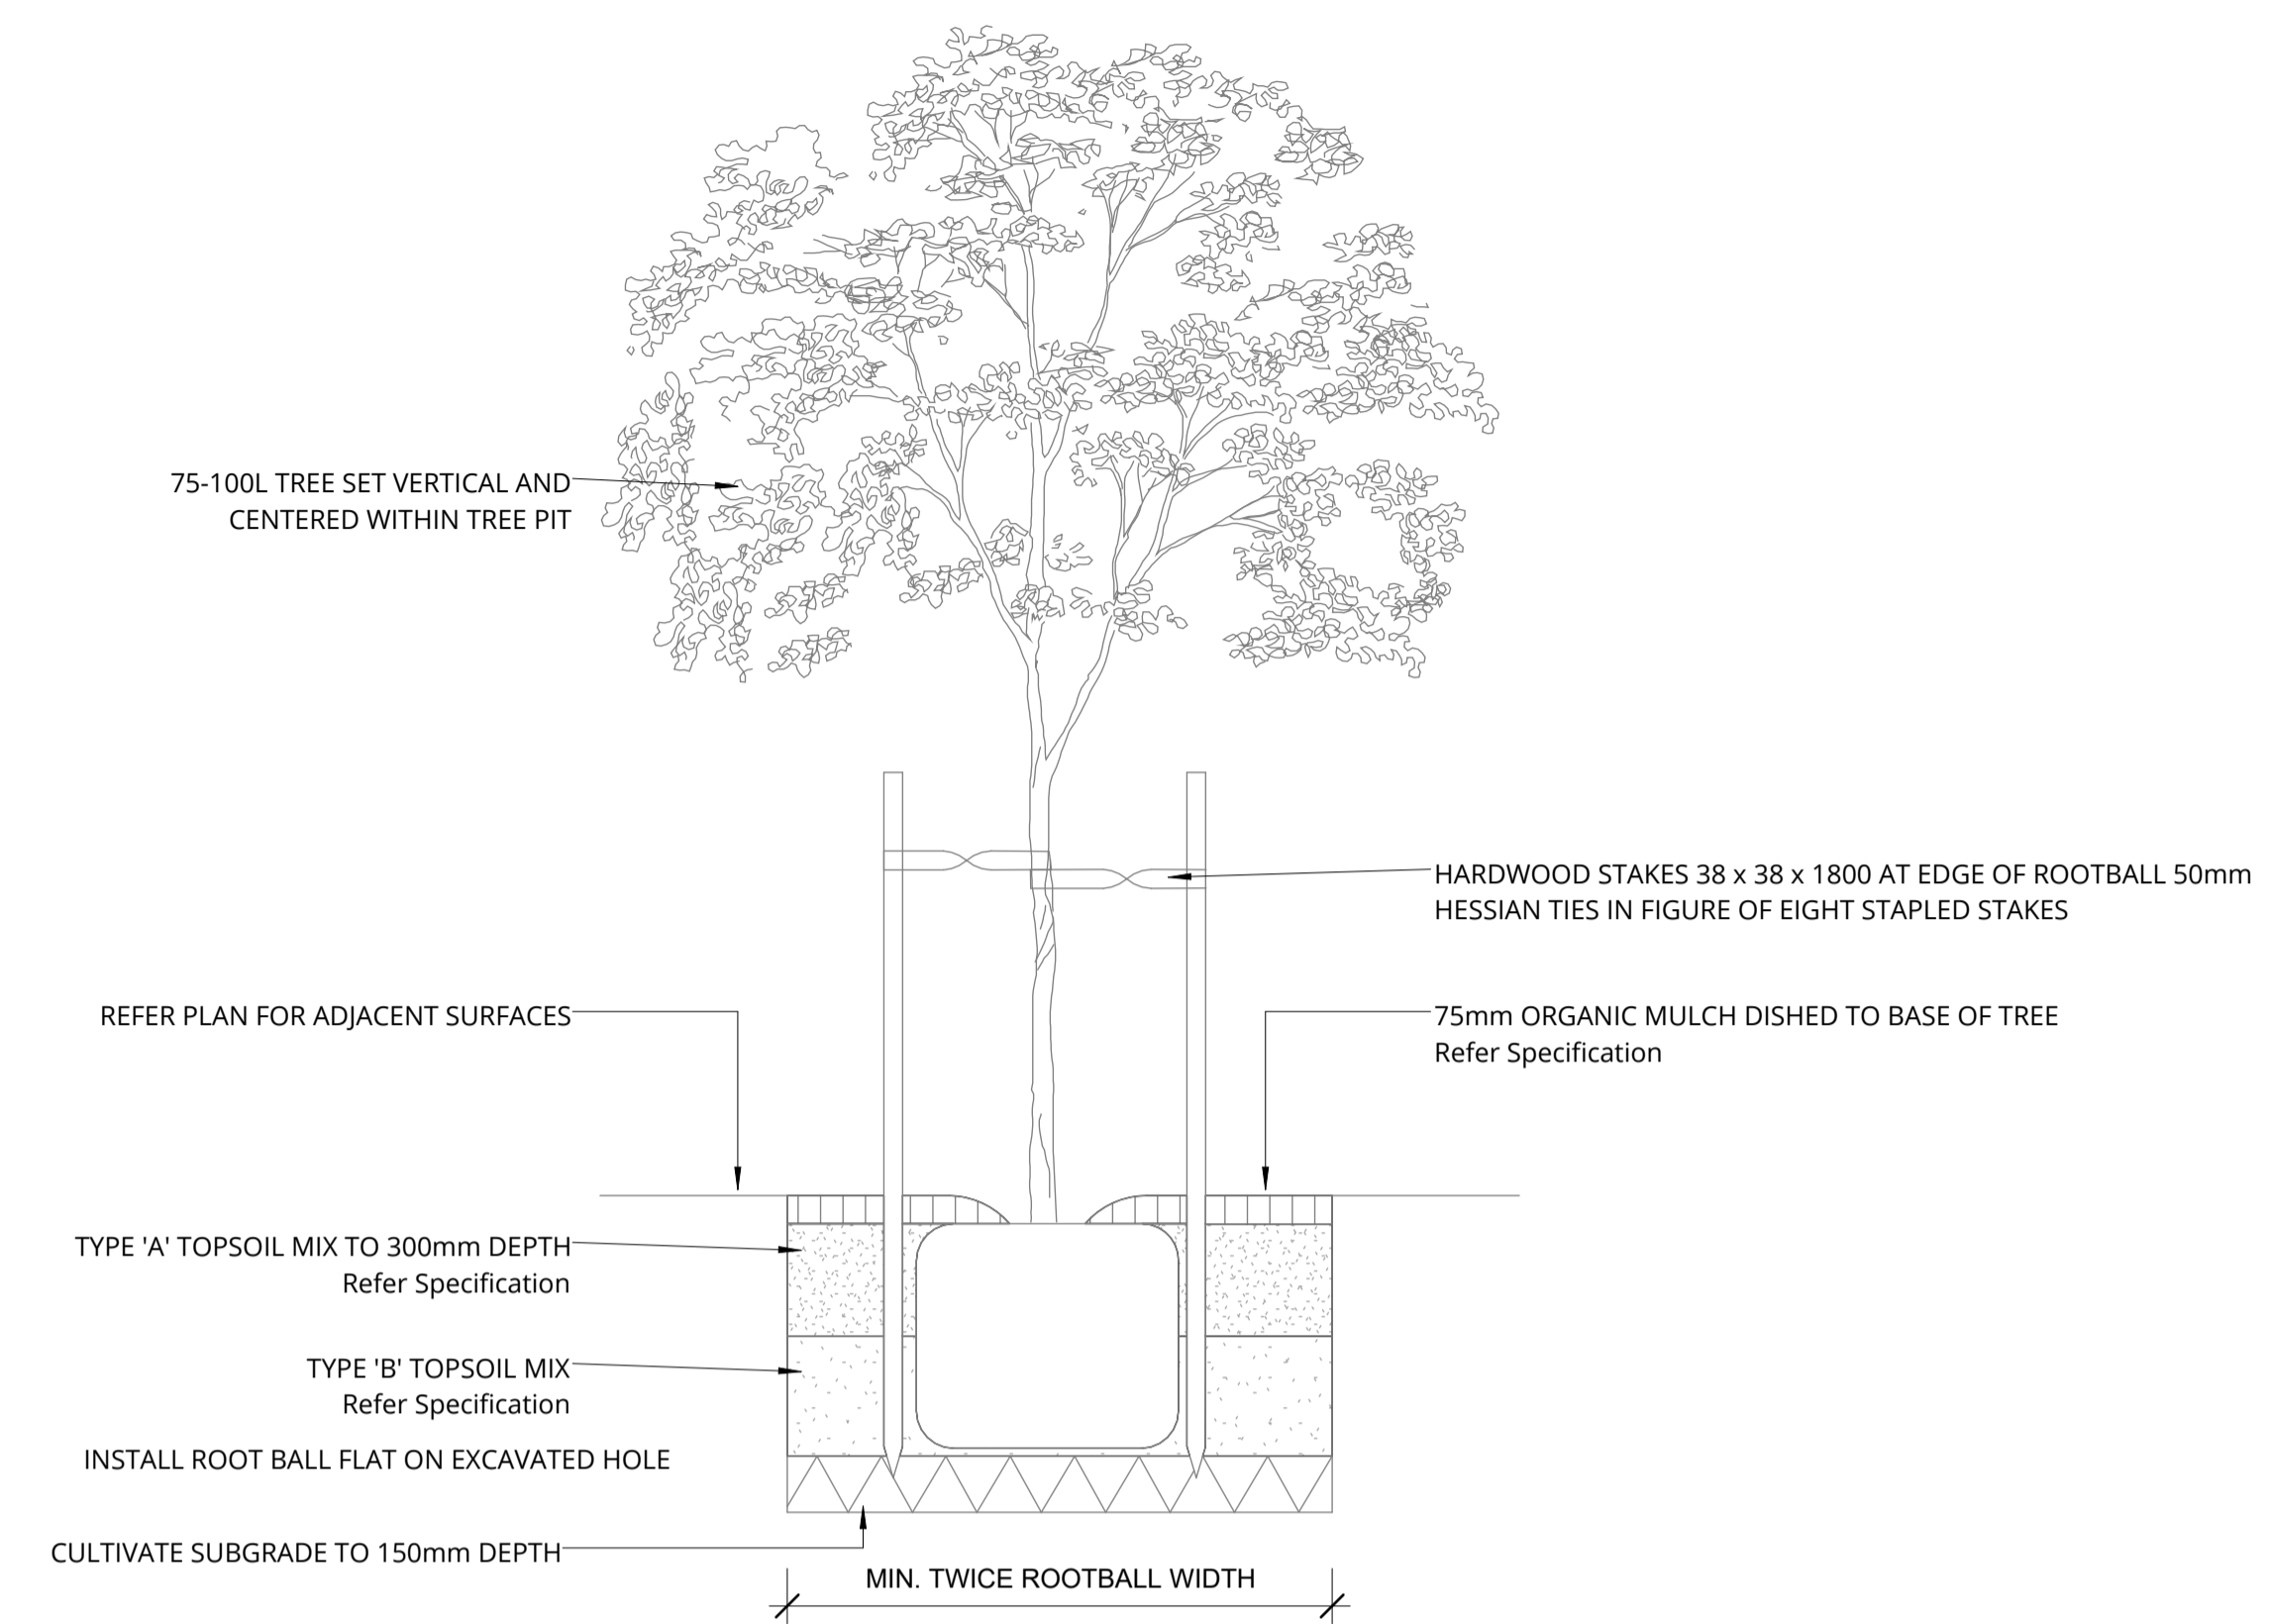 75-100L TREE SET VERTICAL AND
CENTERED WITHIN TREE PIT
HARDWOOD STAKES 38 x 38 x 1800 AT EDGE OF ROOTBALL 50mm
HESSIAN TIES IN FIGURE OF EIGHT STAPLED STAKES
REFER PLAN FOR ADJACENT SURFACES
75mm ORGANIC MULCH DISHED TO BASE OF TREE
Refer Specification
TYPE 'A' TOPSOIL MIX TO 300mm DEPTH
Refer Specification
TYPE 'B' TOPSOIL MIX
Refer Specification
INSTALL ROOT BALL FLAT ON EXCAVATED HOLE
CULTIVATE SUBGRADE TO 150mm DEPTH
MIN. TWICE ROOTBALL WIDTH